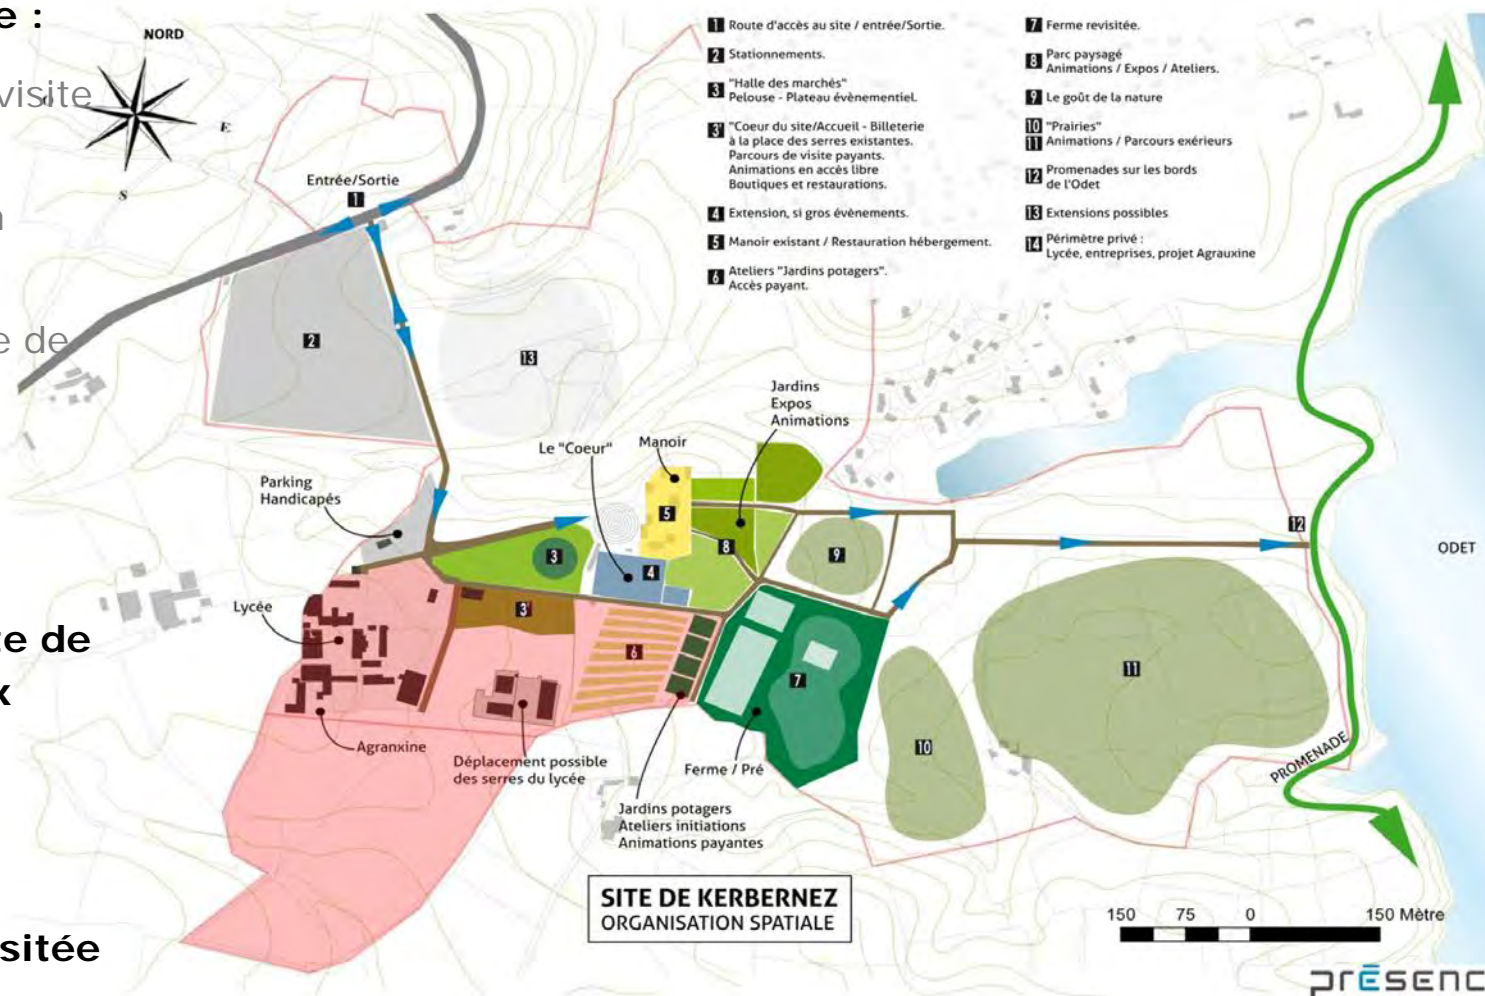 e :
visite
n
e de
te de
x
sitée
NORD
E
S
1 Route d'accès au site / entrée/Sortie.
2 Stationnements.
3 "Halle des marchés"
Pelouse - Plateau évènementiel.
3' "Coeur du site/Accueil - Billeterie
à la place des serres existantes.
Parcours de visite payants.
Animations en accès libre
Boutiques et restaurations.
4 Extension, si gros évènements.
5 Manoir existant / Restauration hébergement.
6 Ateliers "Jardins potagers".
Accès payant.
7 Ferme revisitée.
8 Parc paysagé
Animations / Expo / Ateliers.
9 Le goût de la nature
10 "Prairies"
11 Animations / Parcours exérieurs
12 Promenades sur les bords
de l'Odet
13 Extensions possibles
14 Périmètre privé :
Lycée, entreprises, projet Agrauxine
Entrée/Sortie
1
2
13
Jardins
Expos
Animations
Le "Coeur"
Manoir
Parking
Handicapés
5
12
ODET
3
8
9
4
Lycée
3'
6
7
11
10
Agranxine
Déplacement possible
des serres du lycée
Ferme / Pré
PROMENADE
Jardins potagers
Ateliers initiations
Animations payantes
SITE DE KERBERNEZ
ORGANISATION SPATIALE
150 75 0 150 Mètre
présenc